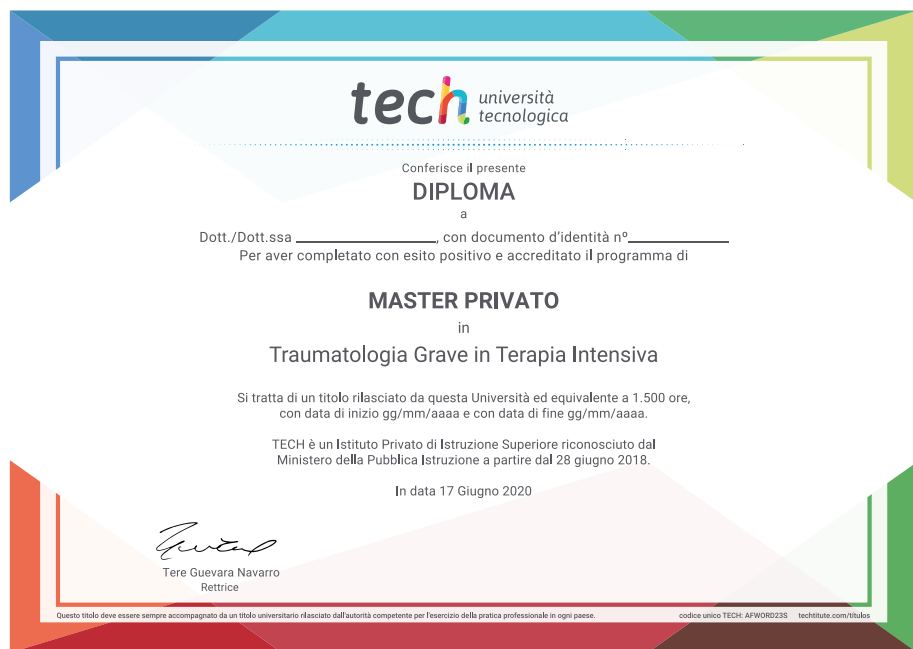 tech università
tecnologica
Conferisce il presente
DIPLOMA
a
Dott./Dott.ssa ________________, con documento d'identità nº____________
Per aver completato con esito positivo e accreditato il programma di
MASTER PRIVATO
in
Traumatologia Grave in Terapia Intensiva
Si tratta di un titolo rilasciato da questa Università ed equivalente a 1.500 ore,
con data di inizio gg/mm/aaaa e con data di fine gg/mm/aaaa.
TECH è un Istituto Privato di Istruzione Superiore riconosciuto dal
Ministero della Pubblica Istruzione a partire dal 28 giugno 2018.
In data 17 Giugno 2020
Tere Guevara Navarro
Rettrice
Questo titolo deve essere sempre accompagnato da un titolo universitario rilasciato dall'autorità competente per l'esercizio della pratica professionale in ogni paese. codice unico TECH: AFWORD23S techtitute.com/titulos